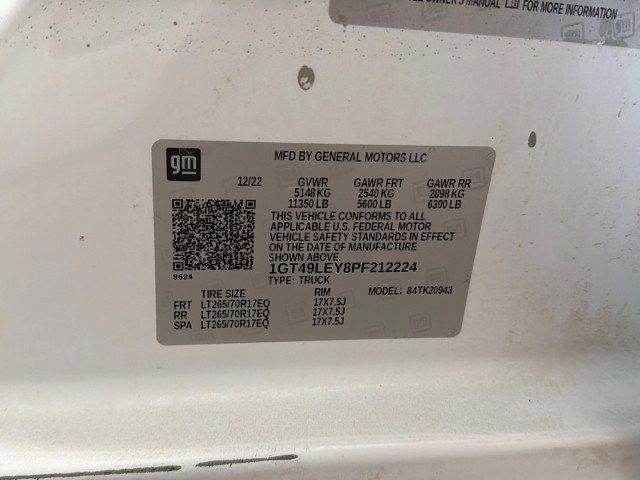 OWNER'S MANUAL FOR MORE INFORMATION
gm
MFD BY GENERAL MOTORS LLC
12/22 GVWR GAWR FRT GAWR RR
5148 KG 2540 KG 2898 KG
11350 LB 5600 LB 6390 LB
THIS VEHICLE CONFORMS TO ALL
APPLICABLE U.S. FEDERAL MOTOR
VEHICLE SAFETY STANDARDS IN EFFECT
ON THE DATE OF MANUFACTURE
SHOWN ABOVE.
8624
1GT49LEY8PF212224
TYPE: TRUCK
TIRE SIZE RIM MODEL: 84TK20943
FRT LT265/70R17EQ 17X7.5J
RR LT265/70R17EQ 17X7.5J
SPA LT265/70R17EQ 17X7.5J